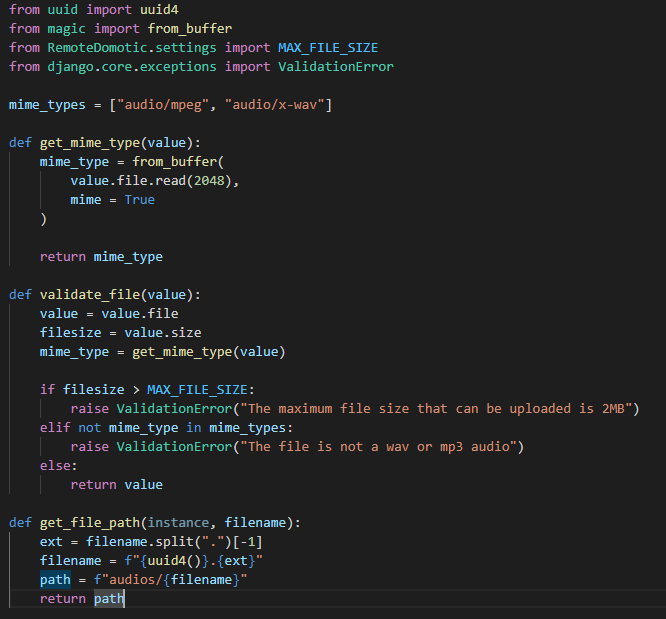 from uuid import uuid4
from magic import from_buffer
from RemoteDomotic.settings import MAX_FILE_SIZE
from django.core.exceptions import ValidationError

mime_types = ["audio/mpeg", "audio/x-wav"]

def get_mime_type(value):
    mime_type = from_buffer(
        value.file.read(2048),
        mime = True
    )

    return mime_type

def validate_file(value):
    value = value.file
    filesize = value.size
    mime_type = get_mime_type(value)

    if filesize > MAX_FILE_SIZE:
        raise ValidationError("The maximum file size that can be uploaded is 2MB")
    elif not mime_type in mime_types:
        raise ValidationError("The file is not a wav or mp3 audio")
    else:
        return value

def get_file_path(instance, filename):
    ext = filename.split(".")[-1]
    filename = f"{uuid4()}.{ext}"
    path = f"audios/{filename}"
    return path